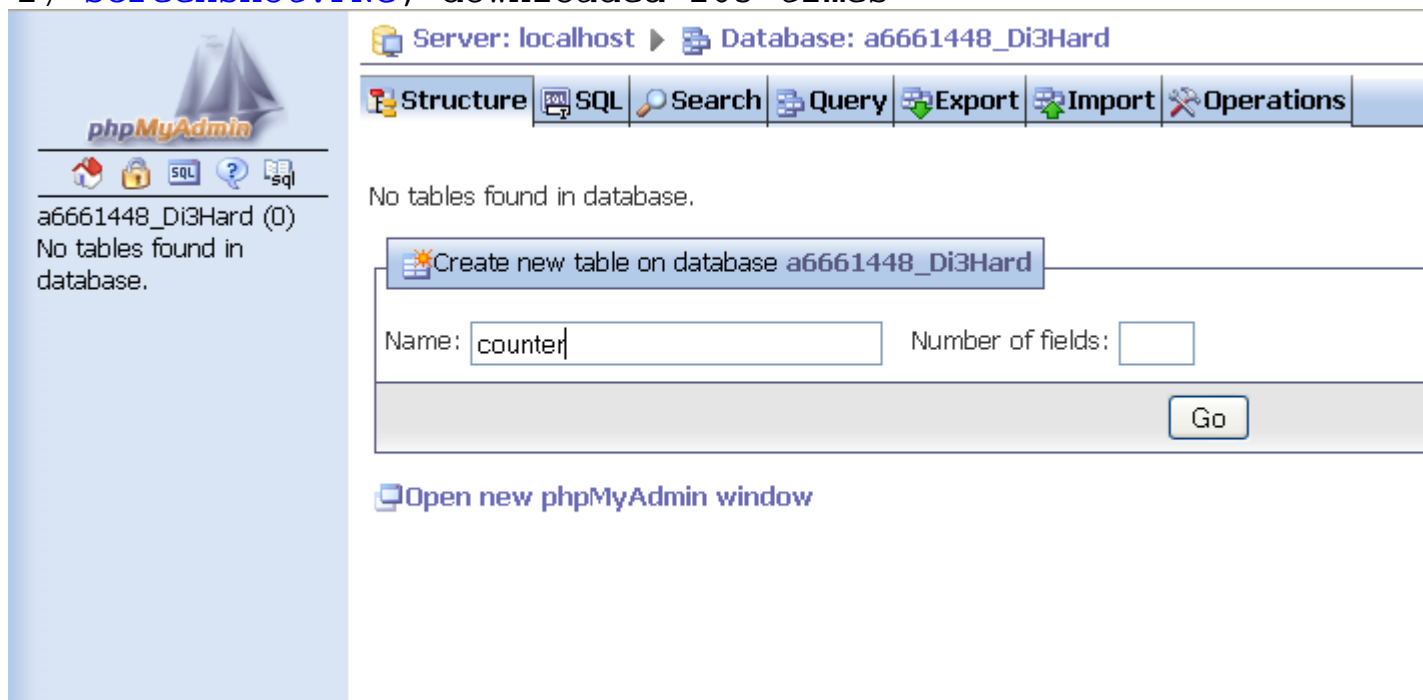 Server: localhost ▶ Database: a6661448_Di3Hard
Structure SQL Search Query Export Import Operations
phpMyAdmin
SQL sql
a6661448_Di3Hard (0)
No tables found in
database.
No tables found in database.
Create new table on database a6661448_Di3Hard
Name: counter Number of fields:
Go
Open new phpMyAdmin window